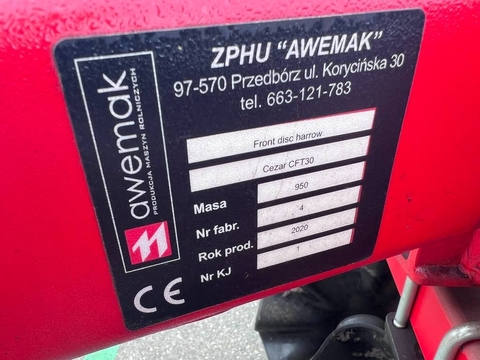 awemak
PRODUKCJA MASZYN ROLNICZYCH
ZPHU "AWEMAK"
97-570 Przedbórz ul. Korycińska 30
tel. 663-121-783
Front disc harrow
Cezar CFT30
Masa 950
Nr fabr. 4
Rok prod. 2020
Nr KJ 1
CE